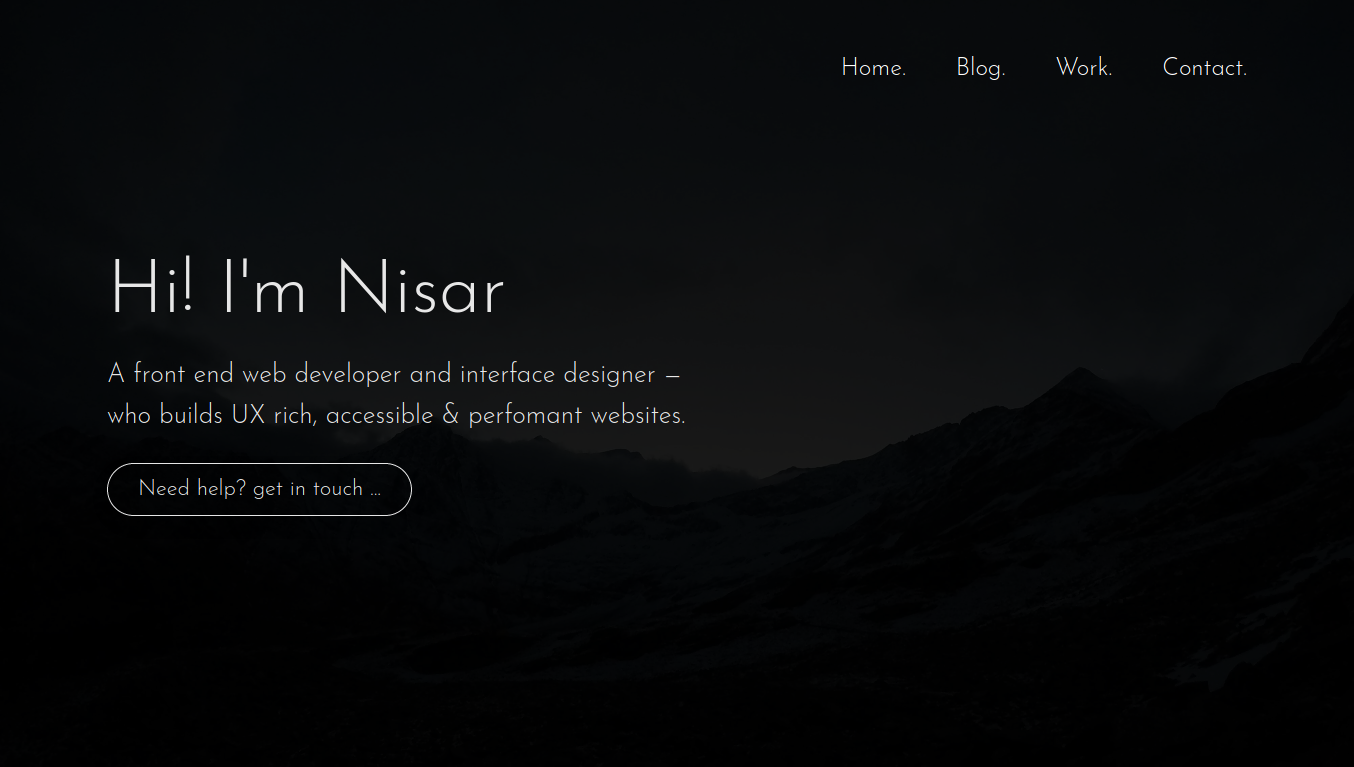 Home. Blog. Work. Contact.
Hi! I'm Nisar
A front end web developer and interface designer –
who builds UX rich, accessible & perfomant websites.
Need help? get in touch ...